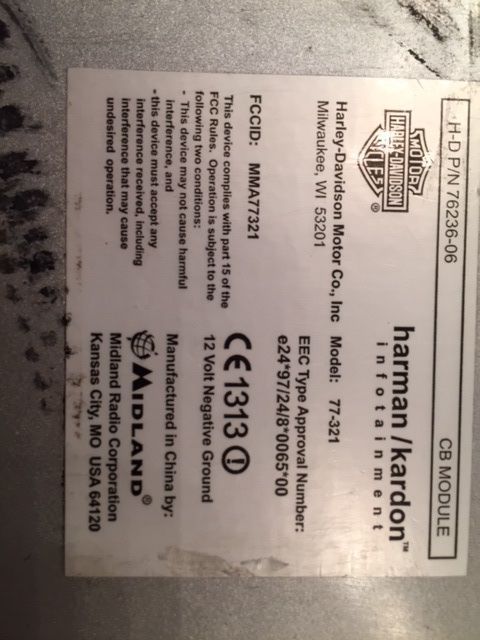 H-D P/N 76236-06 CB MODULE
MOTOR
HARLEY-DAVIDSON
CYCLES
®
harman/kardon™
infotainment
Harley-Davidson Motor Co., Inc
Milwaukee, WI 53201
Model: 77-321
EEC Type Approval Number:
e24*97/24/8*0065*00
FCCID: MMA77321
This device complies with part 15 of the
FCC Rules. Operation is subject to the
following two conditions:
- This device may not cause harmful
interference, and
- this device must accept any
interference received, including
interference that may cause
undesired operation.
CE1313
12 Volt Negative Ground
Manufactured in China by:
MIDLAND®
Midland Radio Corporation
Kansas City, MO USA 64120